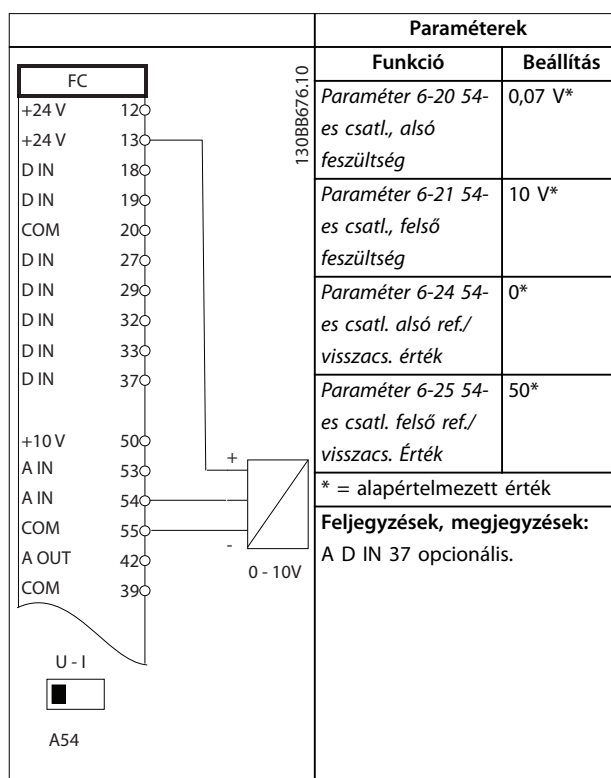 FC
+24 V 12
+24 V 13
D IN 18
D IN 19
COM 20
D IN 27
D IN 29
D IN 32
D IN 33
D IN 37
+10 V 50
A IN 53
A IN 54
COM 55
A OUT 42
COM 39
+
-
0 - 10V
U - I
A54
130BB676.10
Paraméterek
Funkció Beállítás
Paraméter 6-20 54- 0,07 V*
es csatl., alsó
feszültség
Paraméter 6-21 54- 10 V*
es csatl., felső
feszültség
Paraméter 6-24 54- 0*
es csatl. alsó ref./
visszacs. érték
Paraméter 6-25 54- 50*
es csatl. felső ref./
visszacs. Érték
* = alapértelmezett érték
Feljegyzések, megjegyzések:
A D IN 37 opcionális.